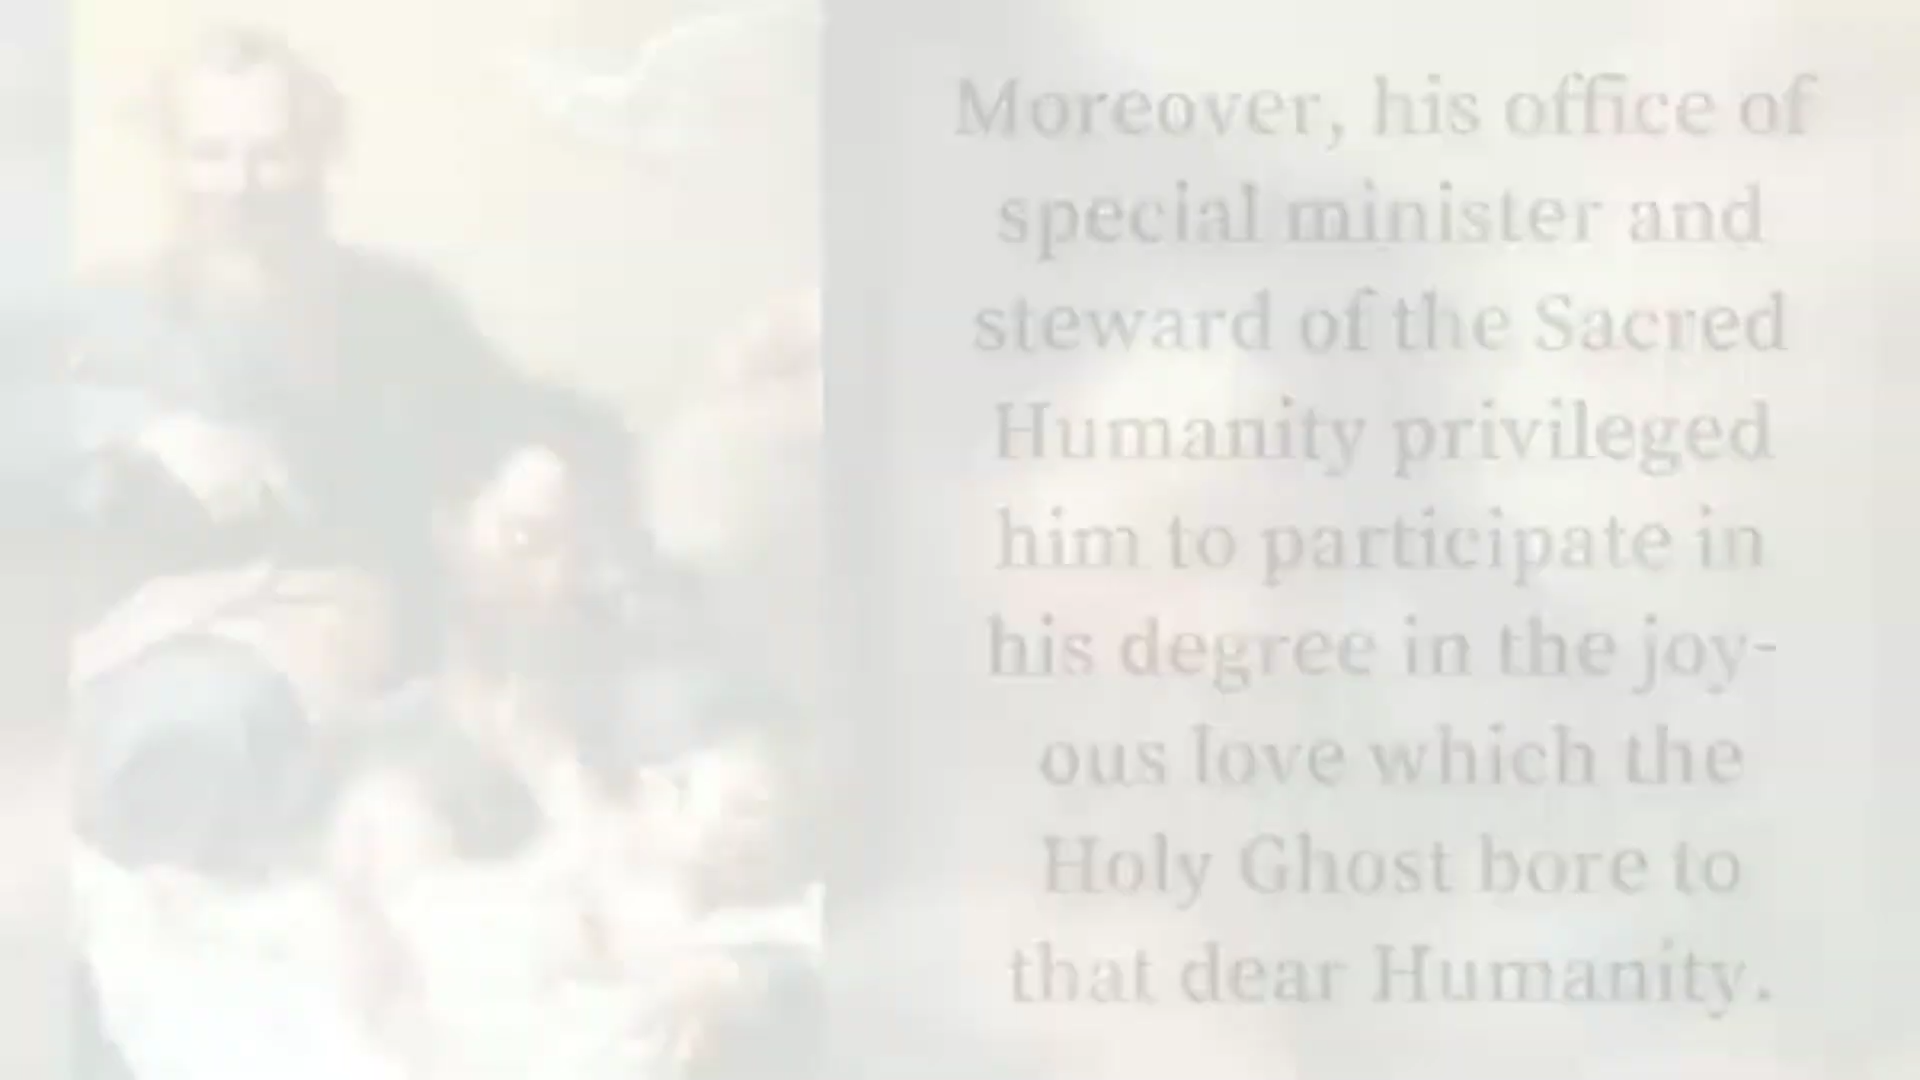 Moreover, his office of
special minister and
steward of the Sacred
Humanity privileged
him to participate in
his degree in the joy-
ous love which the
Holy Ghost bore to
that dear Humanity.